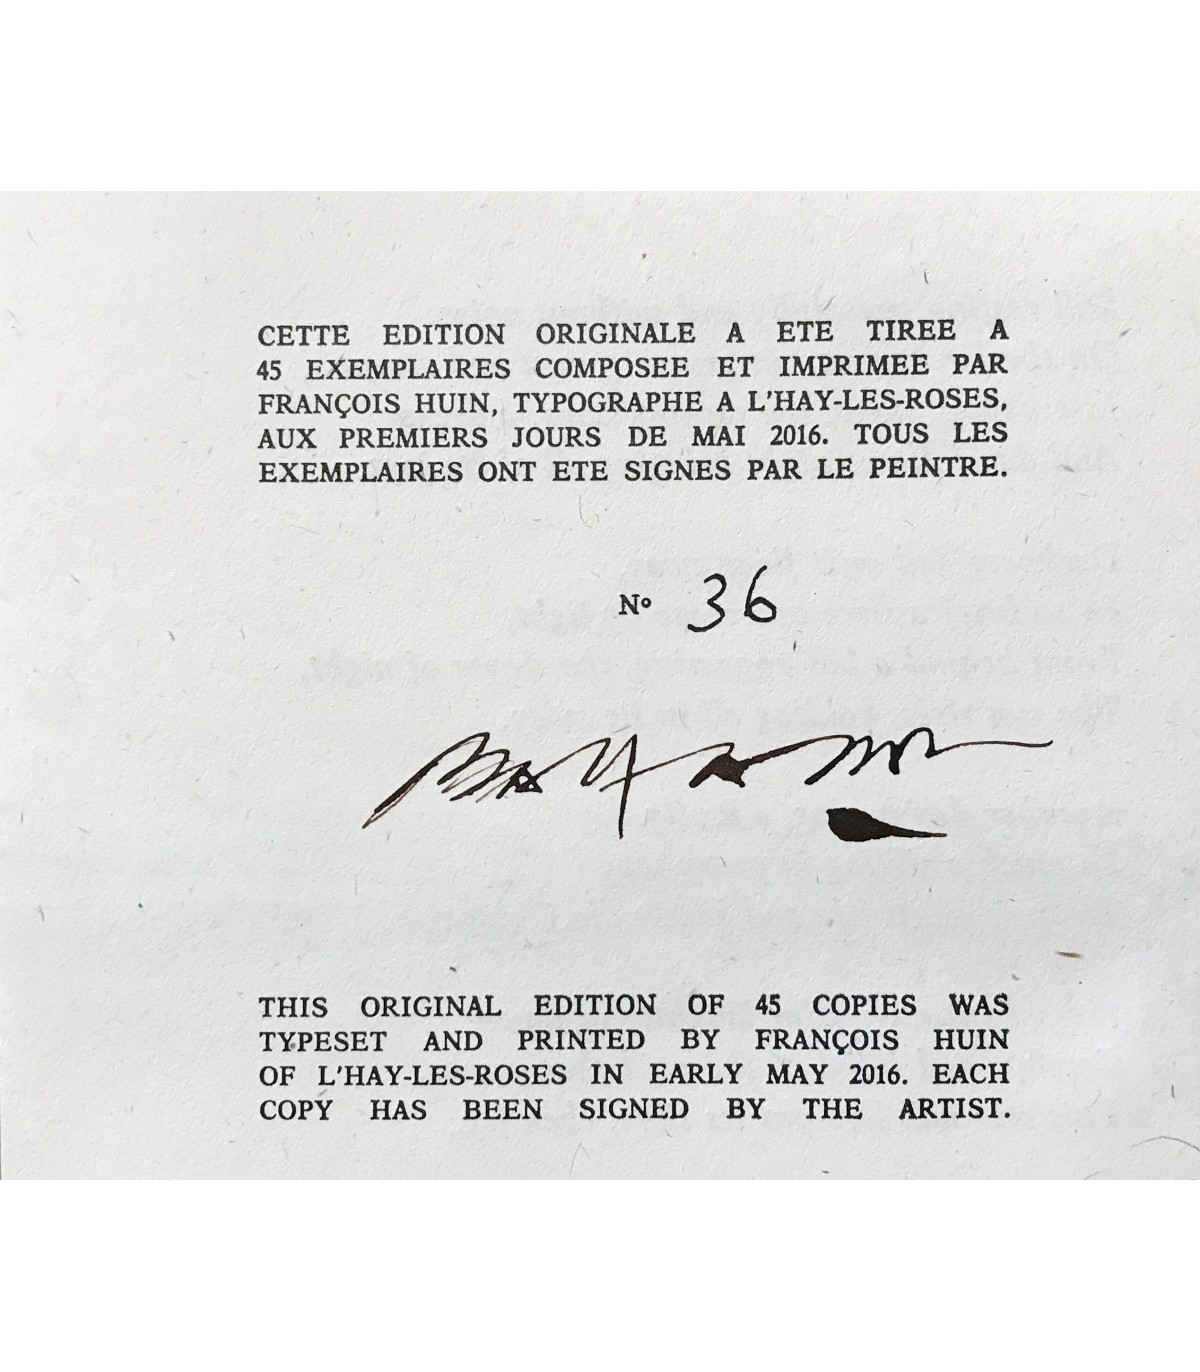 CETTE EDITION ORIGINALE A ETE TIREE A
45 EXEMPLAIRES COMPOSEE ET IMPRIMEE PAR
FRANÇOIS HUIN, TYPOGRAPHE A L'HAY-LES-ROSES,
AUX PREMIERS JOURS DE MAI 2016. TOUS LES
EXEMPLAIRES ONT ETE SIGNES PAR LE PEINTRE.
Nº 36
THIS ORIGINAL EDITION OF 45 COPIES WAS
TYPESET AND PRINTED BY FRANÇOIS HUIN
OF L'HAY-LES-ROSES IN EARLY MAY 2016. EACH
COPY HAS BEEN SIGNED BY THE ARTIST.